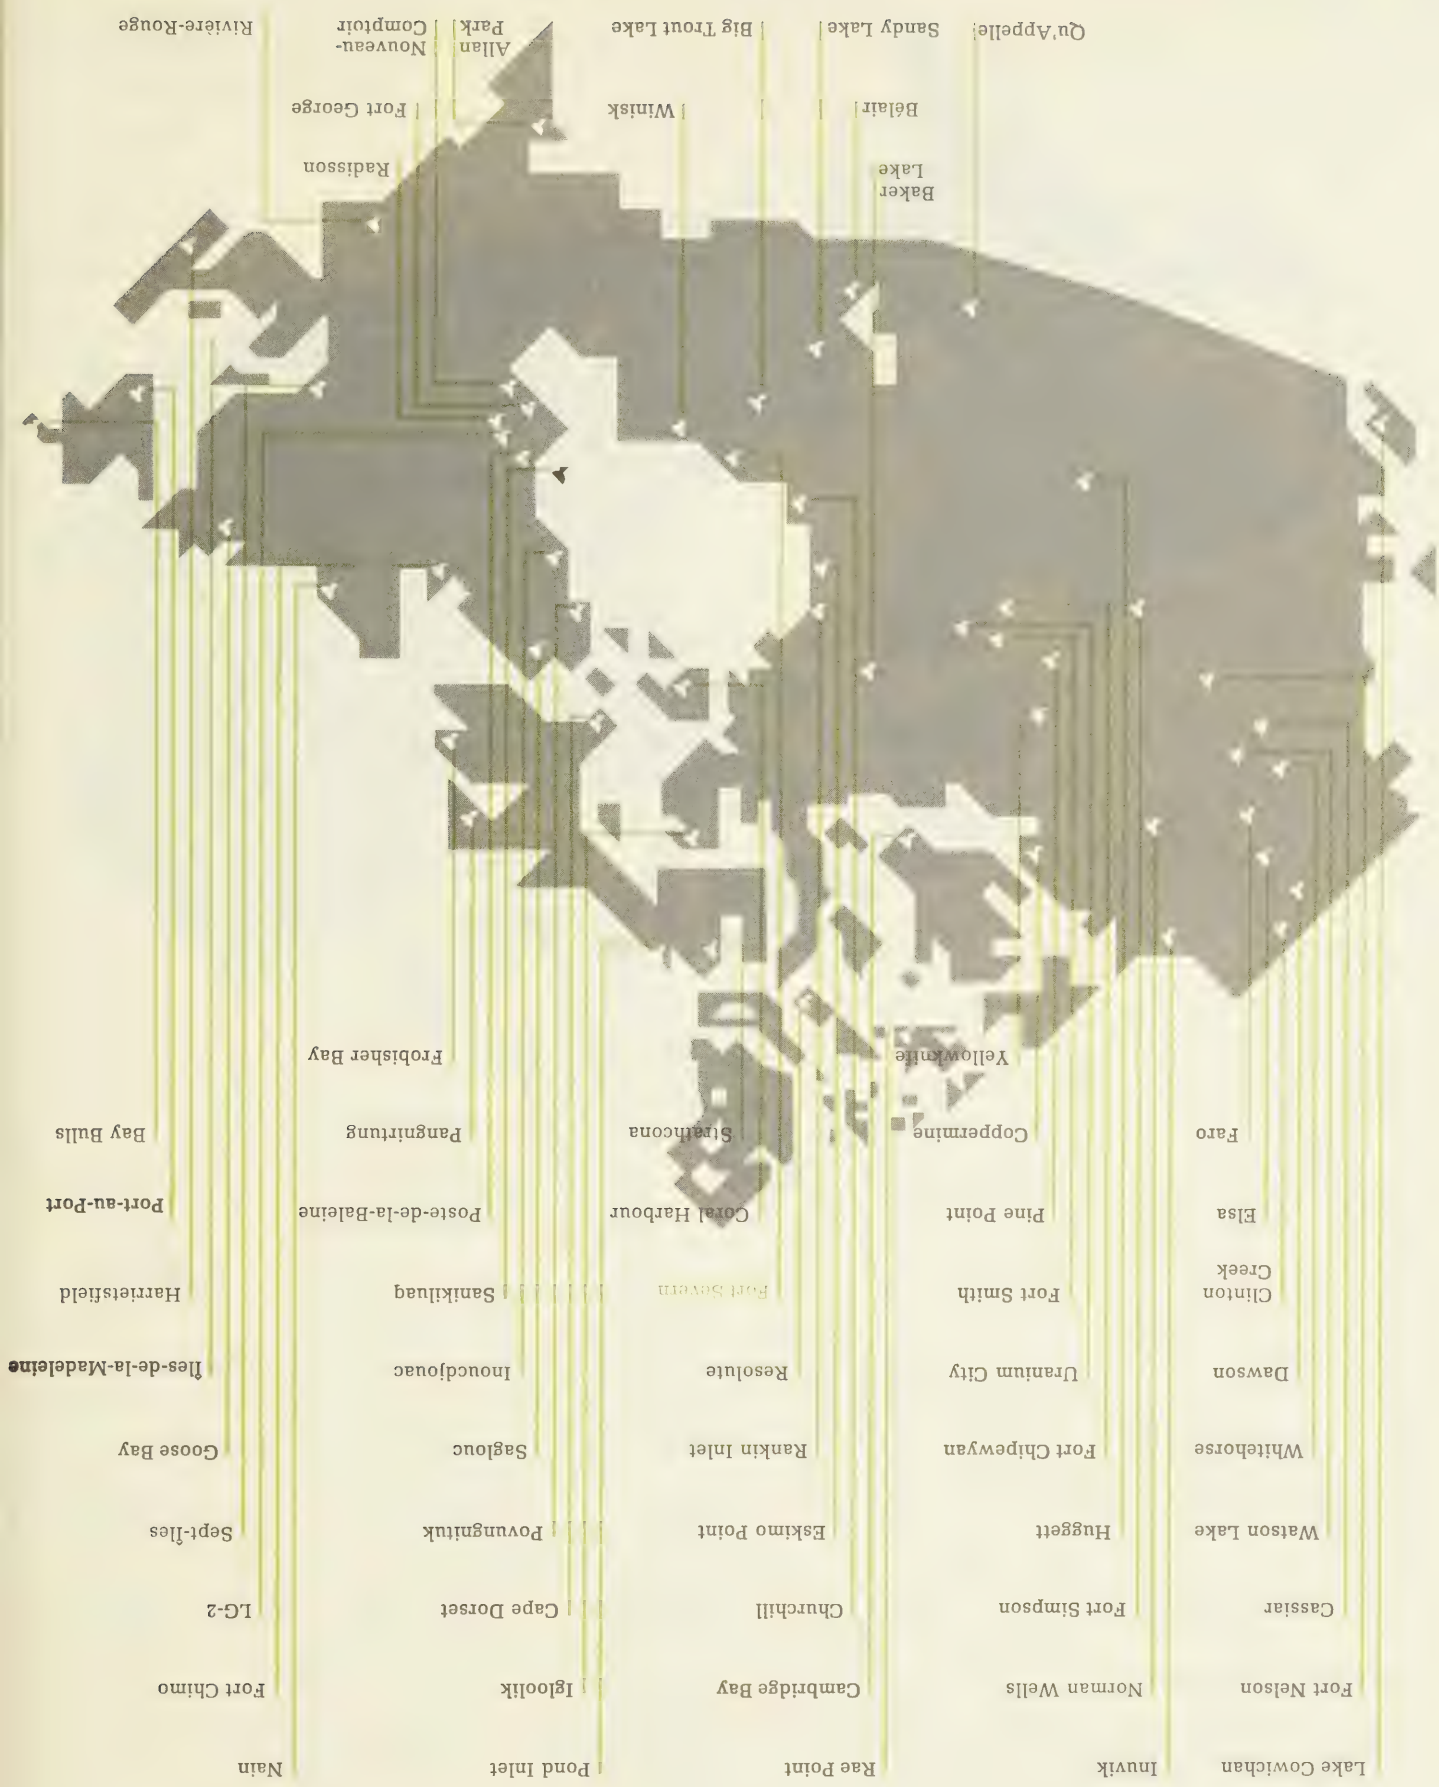 Lake Cowichan
Inuvik
Rae Point
Pond Inlet
Nain
Fort Nelson
Norman Wells
Cambridge Bay
Igloolik
Fort Chimo
Cassiar
Fort Simpson
Churchill
Cape Dorset
LG-2
Watson Lake
Huggett
Eskimo Point
Povungnituk
Sept-Îles
Whitehorse
Fort Chipewyan
Rankin Inlet
Saglouc
Goose Bay
Dawson
Uranium City
Resolute
Inoucdjouac
Îles-de-la-Madeleine
Clinton
Creek
Fort Smith
Fort Severn
Sanikiluaq
Harrietsfield
Elsa
Pine Point
Coral Harbour
Poste-de-la-Baleine
Port-au-Port
Faro
Coppermine
Strathcona
Pangnirtung
Bay Bulls
Yellowknife
Frobisher Bay
Baker
Lake
Radisson
Bélair
Winisk
Fort George
Qu'Appelle
Sandy Lake
Big Trout Lake
Allan
Park
Nouveau-
Comptoir
Rivière-Rouge